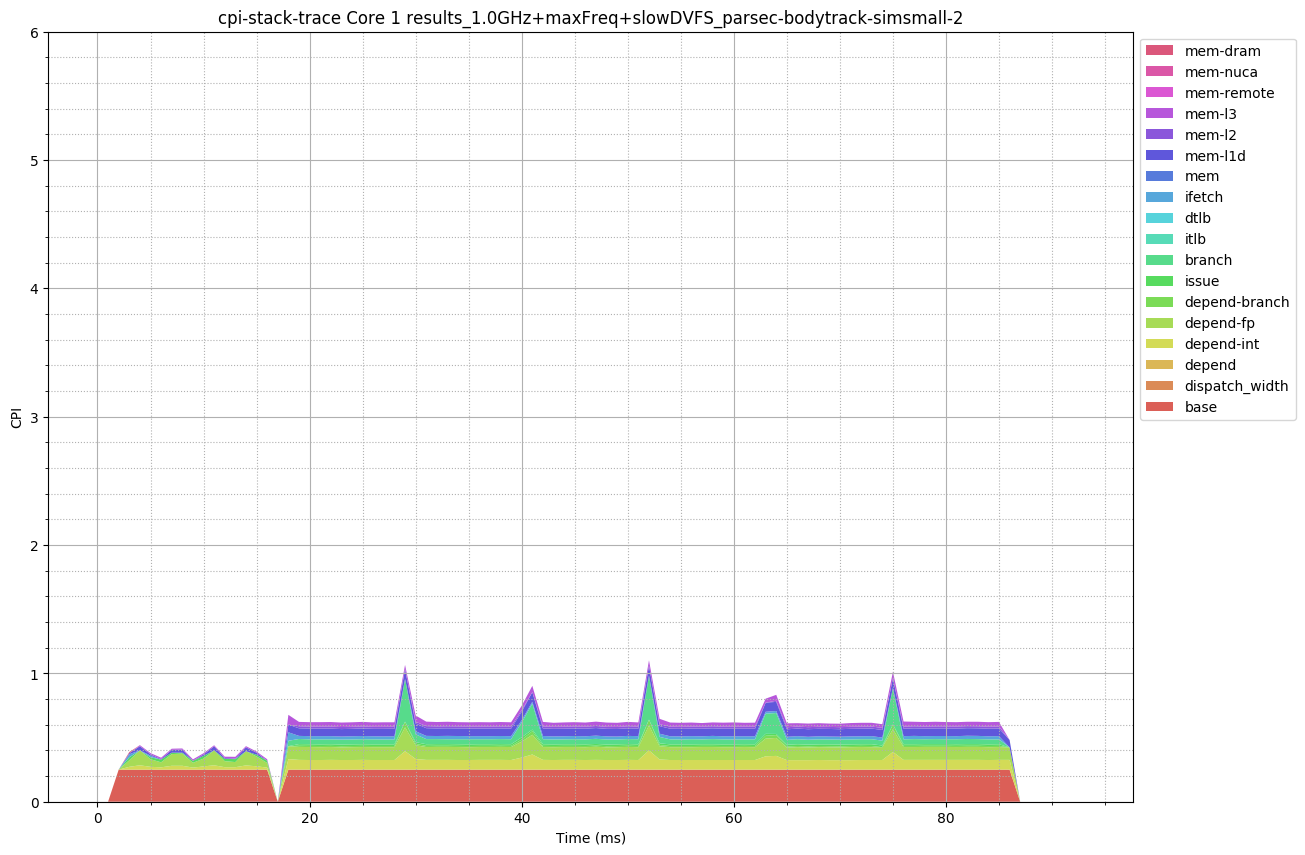 cpi-stack-trace Core 1 results_1.0GHz+maxFreq+slowDVFS_parsec-bodytrack-simsmall-2
6
5
4
3
2
1
0
CPI
0 20 40 60 80
Time (ms)
mem-dram
mem-nuca
mem-remote
mem-l3
mem-l2
mem-l1d
mem
ifetch
dtlb
itlb
branch
issue
depend-branch
depend-fp
depend-int
depend
dispatch_width
base